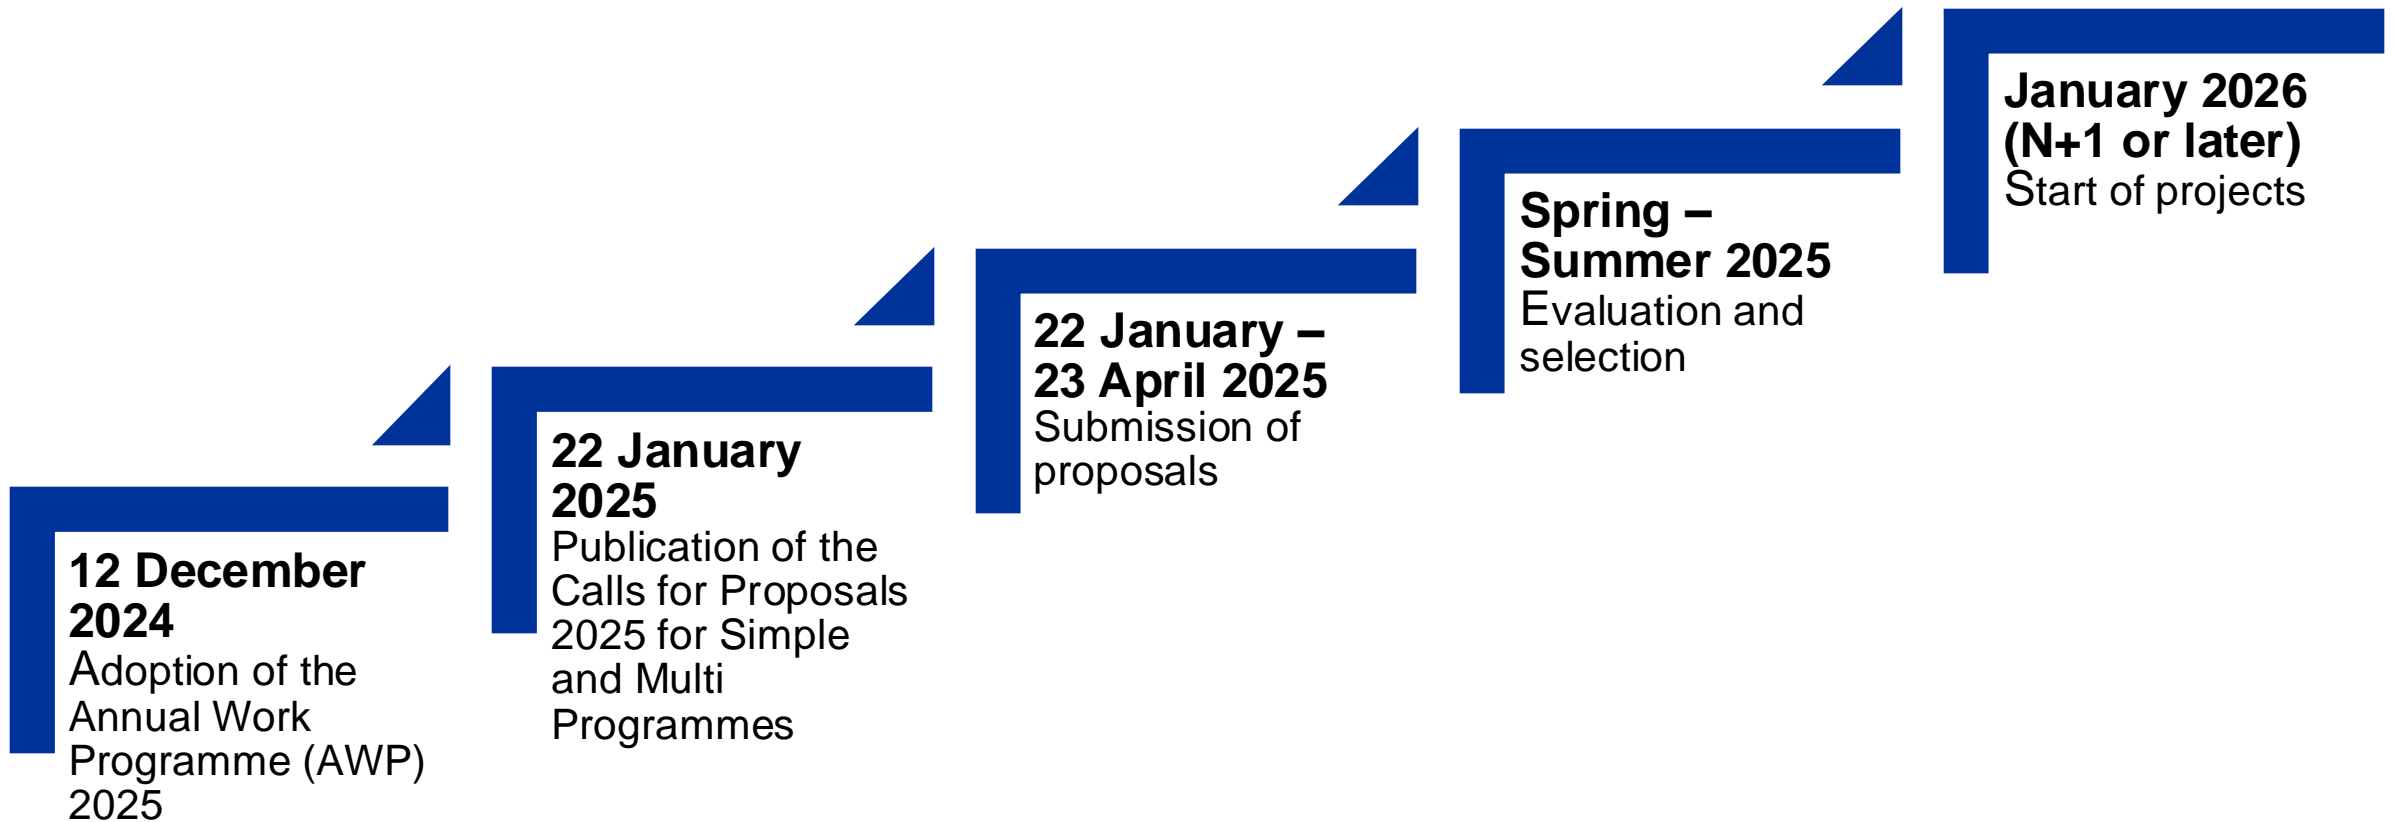 12 December
2024
Adoption of the
Annual Work
Programme (AWP)
2025
22 January
2025
Publication of the
Calls for Proposals
2025 for Simple
and Multi
Programmes
22 January –
23 April 2025
Submission of
proposals
Spring –
Summer 2025
Evaluation and
selection
January 2026
(N+1 or later)
Start of projects